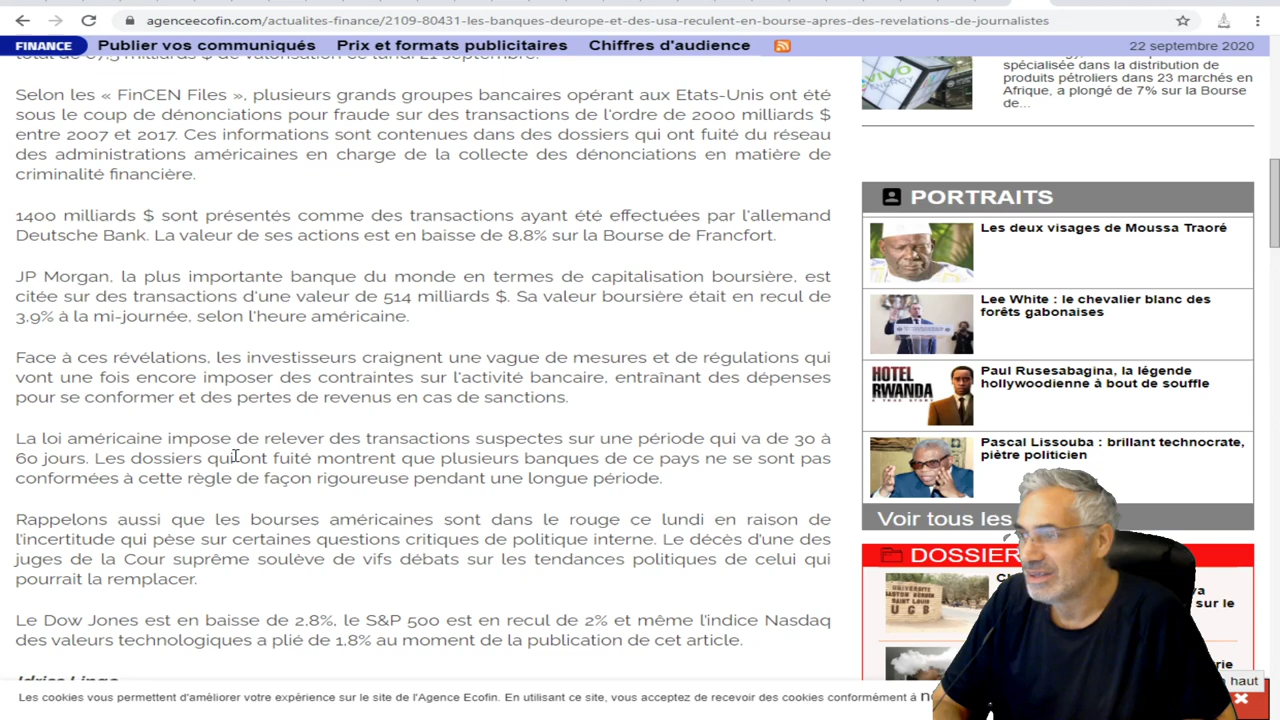 agenceecofin.com/actualites-finance/2109-80431-les-banques-deurope-et-des-usa-reculent-en-bourse-apres-des-revelations-de-journalistes
FINANCE Publier vos communiqués Prix et formats publicitaires Chiffres d'audience 22 septembre 2020
Selon les « FinCEN Files », plusieurs grands groupes bancaires opérant aux Etats-Unis ont été
sous le coup de dénonciations pour fraude sur des transactions de l'ordre de 2000 milliards $
entre 2007 et 2017. Ces informations sont contenues dans des dossiers qui ont fuité du réseau
des administrations américaines en charge de la collecte des dénonciations en matière de
criminalité financière.
1400 milliards $ sont présentés comme des transactions ayant été effectuées par l'allemand
Deutsche Bank. La valeur de ses actions est en baisse de 8,8% sur la Bourse de Francfort.
JP Morgan, la plus importante banque du monde en termes de capitalisation boursière, est
citée sur des transactions d'une valeur de 514 milliards $. Sa valeur boursière était en recul de
3,9% à la mi-journée, selon l'heure américaine.
Face à ces révélations, les investisseurs craignent une vague de mesures et de régulations qui
vont une fois encore imposer des contraintes sur l'activité bancaire, entraînant des dépenses
pour se conformer et des pertes de revenus en cas de sanctions.
La loi américaine impose de relever des transactions suspectes sur une période qui va de 30 à
60 jours. Les dossiers qui ont fuité montrent que plusieurs banques de ce pays ne se sont pas
conformées à cette règle de façon rigoureuse pendant une longue période.
Rappelons aussi que les bourses américaines sont dans le rouge ce lundi en raison de
l'incertitude qui pèse sur certaines questions critiques de politique interne. Le décès d'une des
juges de la Cour suprême soulève de vifs débats sur les tendances politiques de celui qui
pourrait la remplacer.
Le Dow Jones est en baisse de 2.8%, le S&P 500 est en recul de 2% et même l'indice Nasdaq
des valeurs technologiques a plié de 1.8% au moment de la publication de cet article.
spécialisée dans la distribution de
produits pétroliers dans 23 marchés en
Afrique, a plongé de 7% sur la Bourse
de...
VIVO
PORTRAITS
Les deux visages de Moussa Traoré
Lee White : le chevalier blanc des
forêts gabonaises
HOTEL
RWANDA
Paul Rusesabagina, la légende
hollywoodienne à bout de souffle
Pascal Lissouba : brillant technocrate,
piètre politicien
Voir tous les
DOSSIER
UNIVERSITE
GASTON BERGER
SAINT LOUIS
U G B
sur le
haut
Les cookies vous permettent d'améliorer votre expérience sur le site de l'Agence Ecofin. En utilisant ce site, vous acceptez de recevoir des cookies conformément à